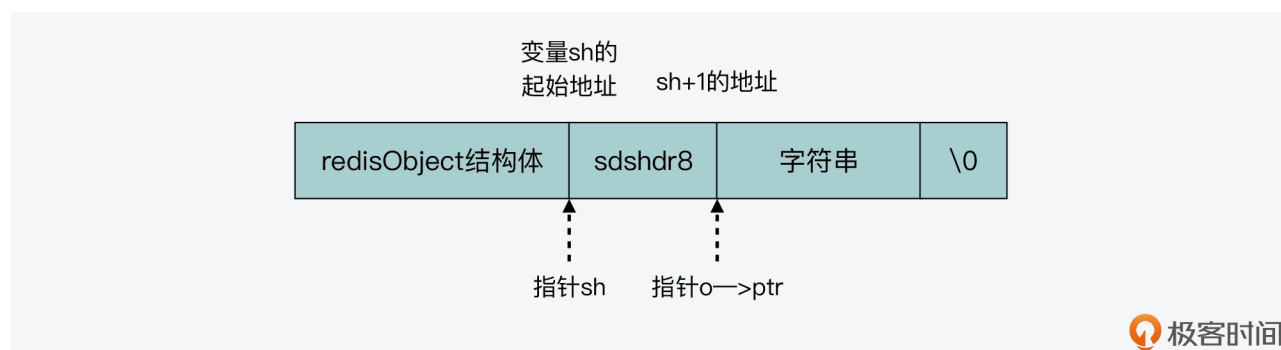 变量sh的
起始地址
sh+1的地址
redisObject结构体
sdshdr8
字符串
\0
指针sh
指针o—>ptr
极客时间